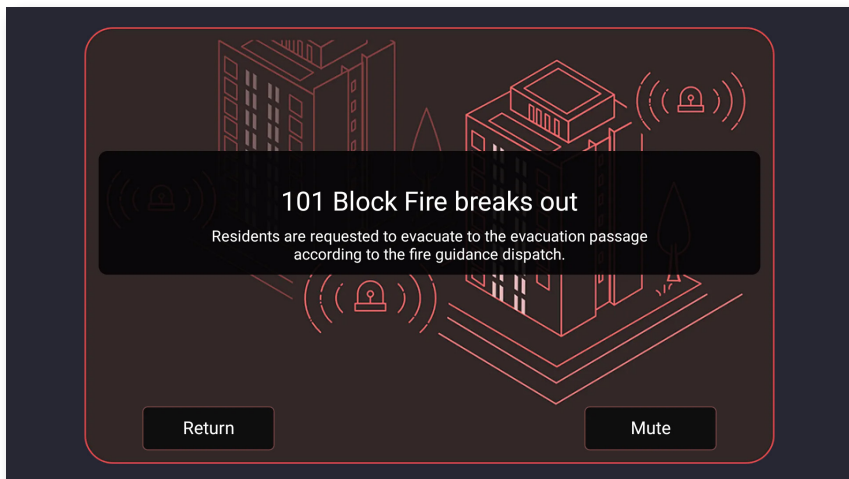 101 Block Fire breaks out
Residents are requested to evacuate to the evacuation passage
according to the fire guidance dispatch.
Return
Mute